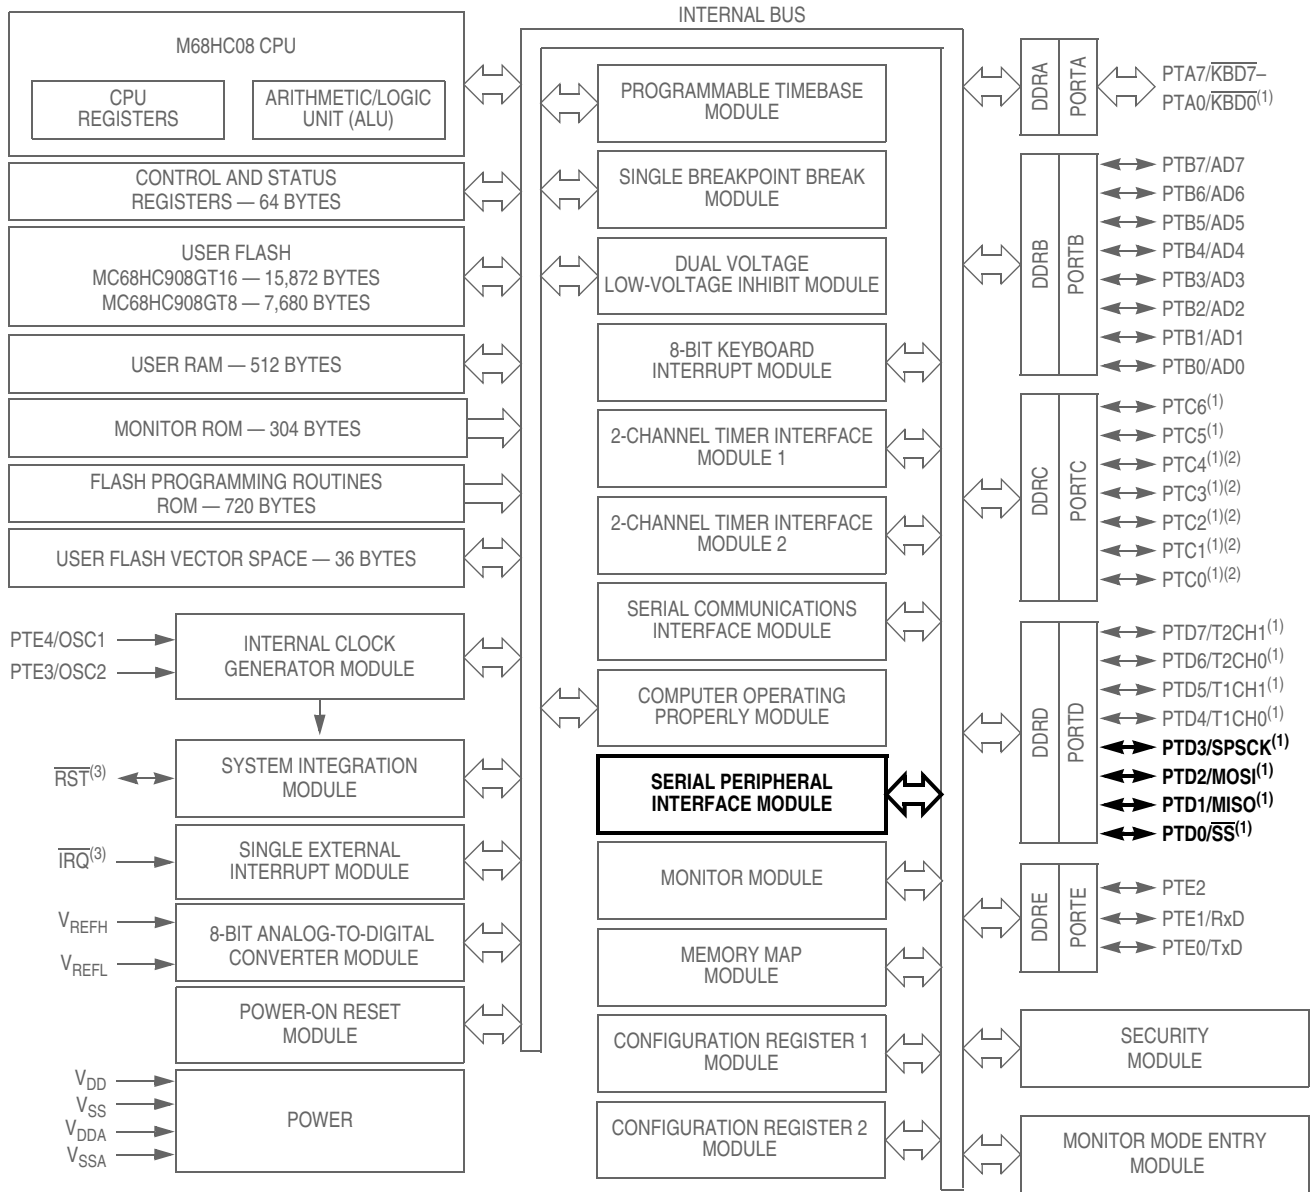 INTERNAL BUS
M68HC08 CPU
CPU
REGISTERS
ARITHMETIC/LOGIC
UNIT (ALU)
CONTROL AND STATUS
REGISTERS — 64 BYTES
USER FLASH
MC68HC908GT16 — 15,872 BYTES
MC68HC908GT8 — 7,680 BYTES
USER RAM — 512 BYTES
MONITOR ROM — 304 BYTES
FLASH PROGRAMMING ROUTINES
ROM — 720 BYTES
USER FLASH VECTOR SPACE — 36 BYTES
PTE4/OSC1
PTE3/OSC2
INTERNAL CLOCK
GENERATOR MODULE
RST(3)
SYSTEM INTEGRATION
MODULE
IRQ(3)
SINGLE EXTERNAL
INTERRUPT MODULE
VREFH
VREFL
8-BIT ANALOG-TO-DIGITAL
CONVERTER MODULE
POWER-ON RESET
MODULE
VDD
VSS
VDDA
VSSA
POWER
PROGRAMMABLE TIMEBASE
MODULE
SINGLE BREAKPOINT BREAK
MODULE
DUAL VOLTAGE
LOW-VOLTAGE INHIBIT MODULE
8-BIT KEYBOARD
INTERRUPT MODULE
2-CHANNEL TIMER INTERFACE
MODULE 1
2-CHANNEL TIMER INTERFACE
MODULE 2
SERIAL COMMUNICATIONS
INTERFACE MODULE
COMPUTER OPERATING
PROPERLY MODULE
SERIAL PERIPHERAL
INTERFACE MODULE
MONITOR MODULE
MEMORY MAP
MODULE
CONFIGURATION REGISTER 1
MODULE
CONFIGURATION REGISTER 2
MODULE
DDRA
PORTA
PTA7/KBD7–
PTA0/KBD0(1)
DDRB
PORTB
PTB7/AD7
PTB6/AD6
PTB5/AD5
PTB4/AD4
PTB3/AD3
PTB2/AD2
PTB1/AD1
PTB0/AD0
DDRC
PORTC
PTC6(1)
PTC5(1)
PTC4(1)(2)
PTC3(1)(2)
PTC2(1)(2)
PTC1(1)(2)
PTC0(1)(2)
DDRD
PORTD
PTD7/T2CH1(1)
PTD6/T2CH0(1)
PTD5/T1CH1(1)
PTD4/T1CH0(1)
PTD3/SPSCK(1)
PTD2/MOSI(1)
PTD1/MISO(1)
PTD0/SS(1)
DDRE
PORTE
PTE2
PTE1/RxD
PTE0/TxD
SECURITY
MODULE
MONITOR MODE ENTRY
MODULE